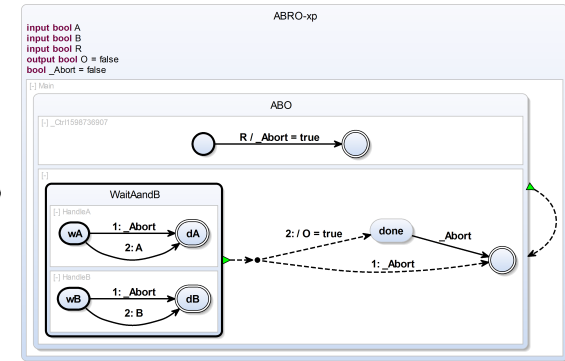 ABRO-xp
input bool A
input bool B
input bool R
output bool O = false
bool _Abort = false
[-] Main
ABO
[-] _Ctrl1598736907
R / _Abort = true
[-]
WaitAandB
[-] HandleA
wA
1: _Abort
2: A
dA
[-] HandleB
wB
1: _Abort
2: B
dB
2: / O = true
done
_Abort
1: _Abort